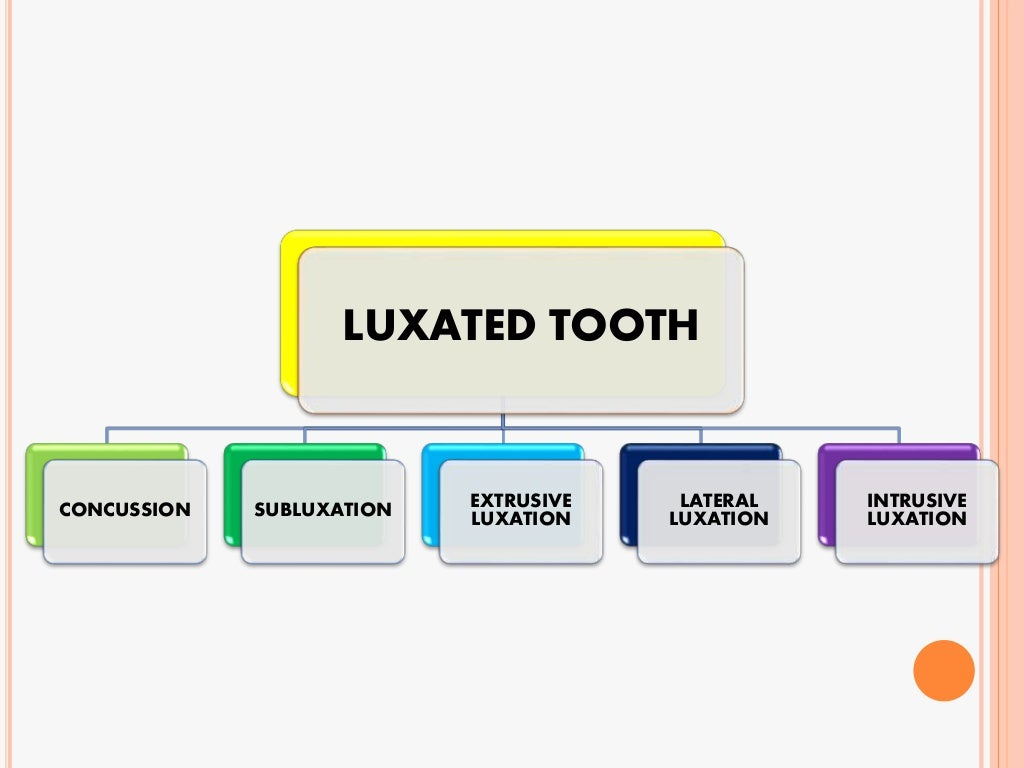 LUXATED TOOTH
CONCUSSION
SUBLUXATION
EXTRUSIVE
LUXATION
LATERAL
LUXATION
INTRUSIVE
LUXATION